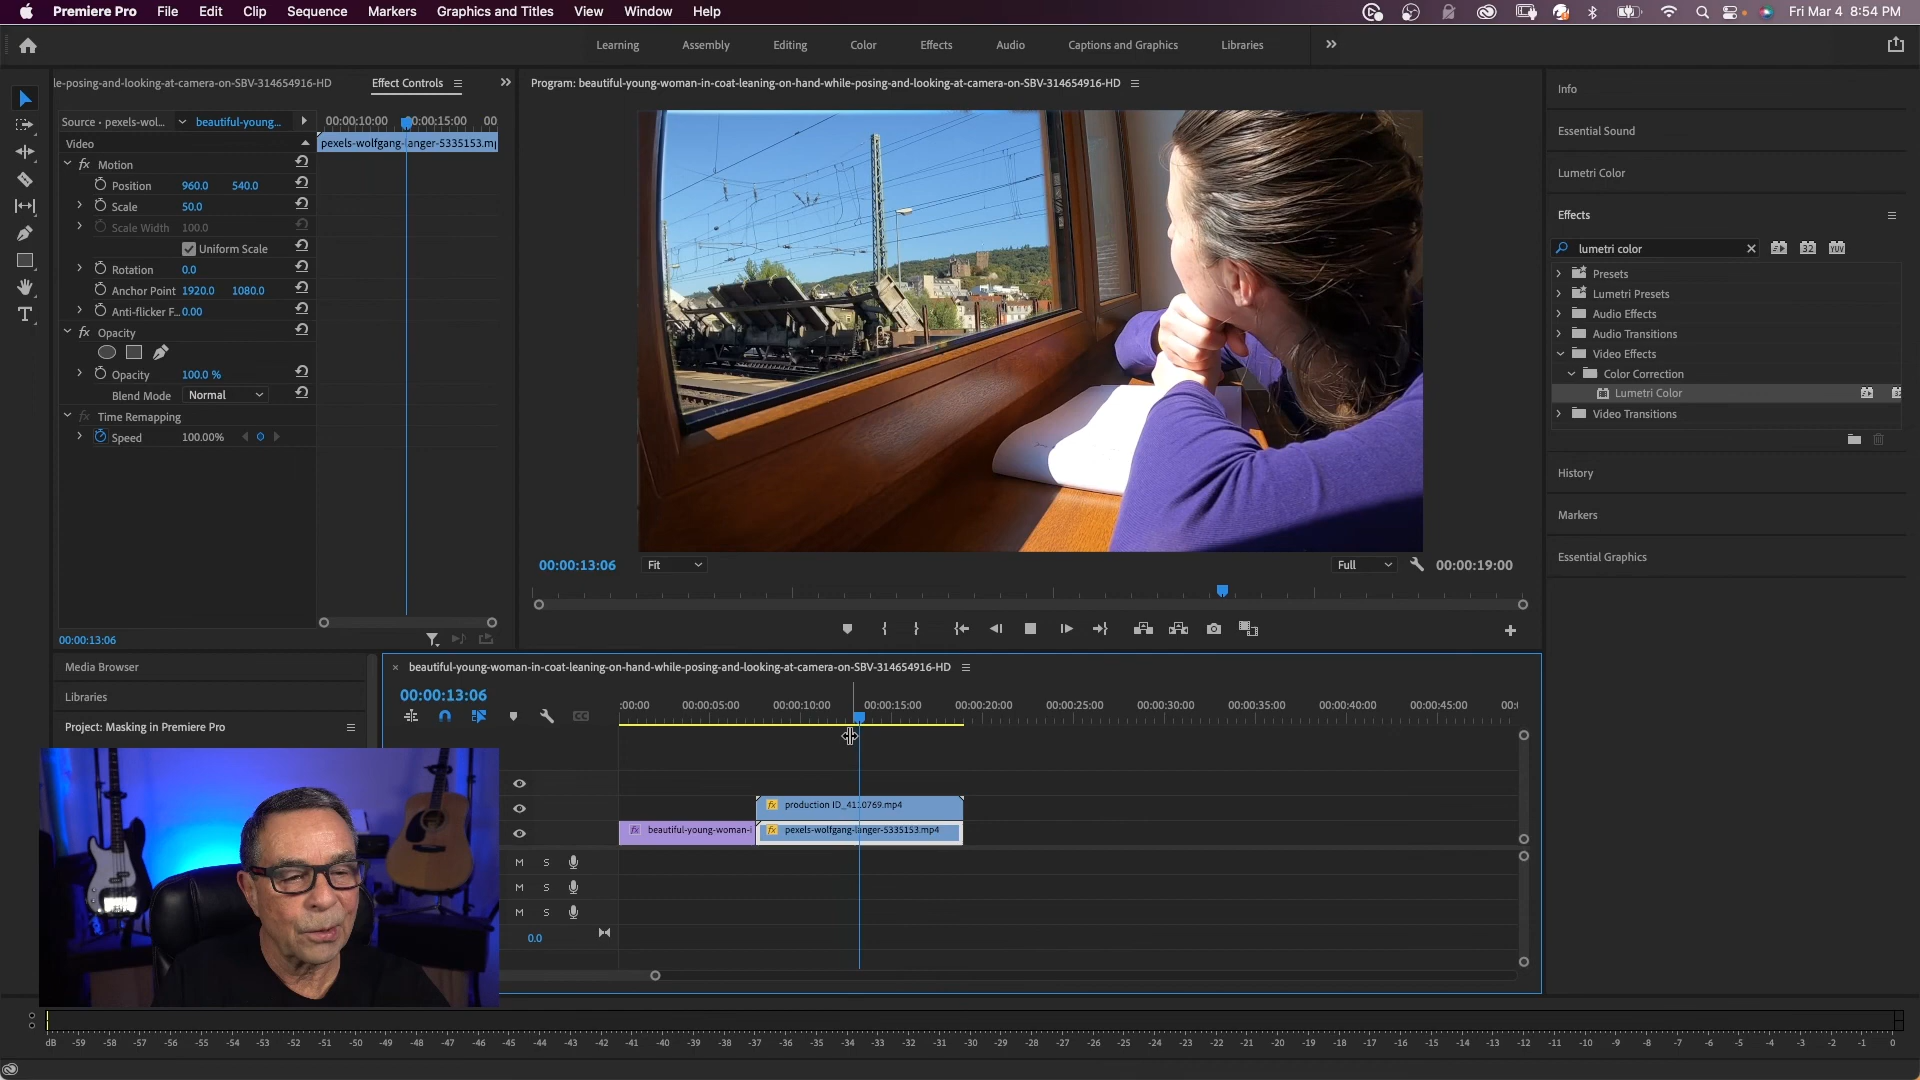 Premiere Pro File Edit Clip Sequence Markers Graphics and Titles View Window Help Fri Mar 4 8:54 PM
Learning Assembly Editing Color Effects Audio Captions and Graphics Libraries
le-posing-and-looking-at-camera-on-SBV-314654916-HD Effect Controls
Source • pexels-wol... beautiful-young...
00:00:10:00 00:00:15:00 00
Video
pexels-wolfgang-langer-5335153.mp
fx Motion
Position 960.0 540.0
Scale 50.0
Scale Width 100.0
Uniform Scale
Rotation 0.0
Anchor Point 1920.0 1080.0
Anti-flicker F... 0.00
fx Opacity
Opacity 100.0 %
Blend Mode Normal
fx Time Remapping
Speed 100.00%
00:00:13:06
Program: beautiful-young-woman-in-coat-leaning-on-hand-while-posing-and-looking-at-camera-on-SBV-314654916-HD
00:00:13:06 Fit Full 00:00:19:00
Info
Essential Sound
Lumetri Color
Effects
lumetri color 32 YUV
Presets
Lumetri Presets
Audio Effects
Audio Transitions
Video Effects
Color Correction
Lumetri Color
Video Transitions
History
Markers
Essential Graphics
Media Browser
Libraries
Project: Masking in Premiere Pro
× beautiful-young-woman-in-coat-leaning-on-hand-while-posing-and-looking-at-camera-on-SBV-314654916-HD
00:00:13:06
:00:00 00:00:05:00 00:00:10:00 00:00:15:00 00:00:20:00 00:00:25:00 00:00:30:00 00:00:35:00 00:00:40:00 00:00:45:00 00:
CC
fx production ID_4110769.mp4
fx beautiful-young-woman-i fx pexels-wolfgang-langer-5335153.mp4
M S
M S
M S
0.0
dB -59 -58 -57 -56 -55 -54 -53 -52 -51 -50 -49 -48 -47 -46 -45 -44 -43 -42 -41 -40 -39 -38 -37 -36 -35 -34 -33 -32 -31 -30 -29 -28 -27 -26 -25 -24 -23 -22 -21 -20 -19 -18 -17 -16 -15 -14 -13 -12 -11 -10 -9 -8 -7 -6 -5 -4 -3 -2 -1 0